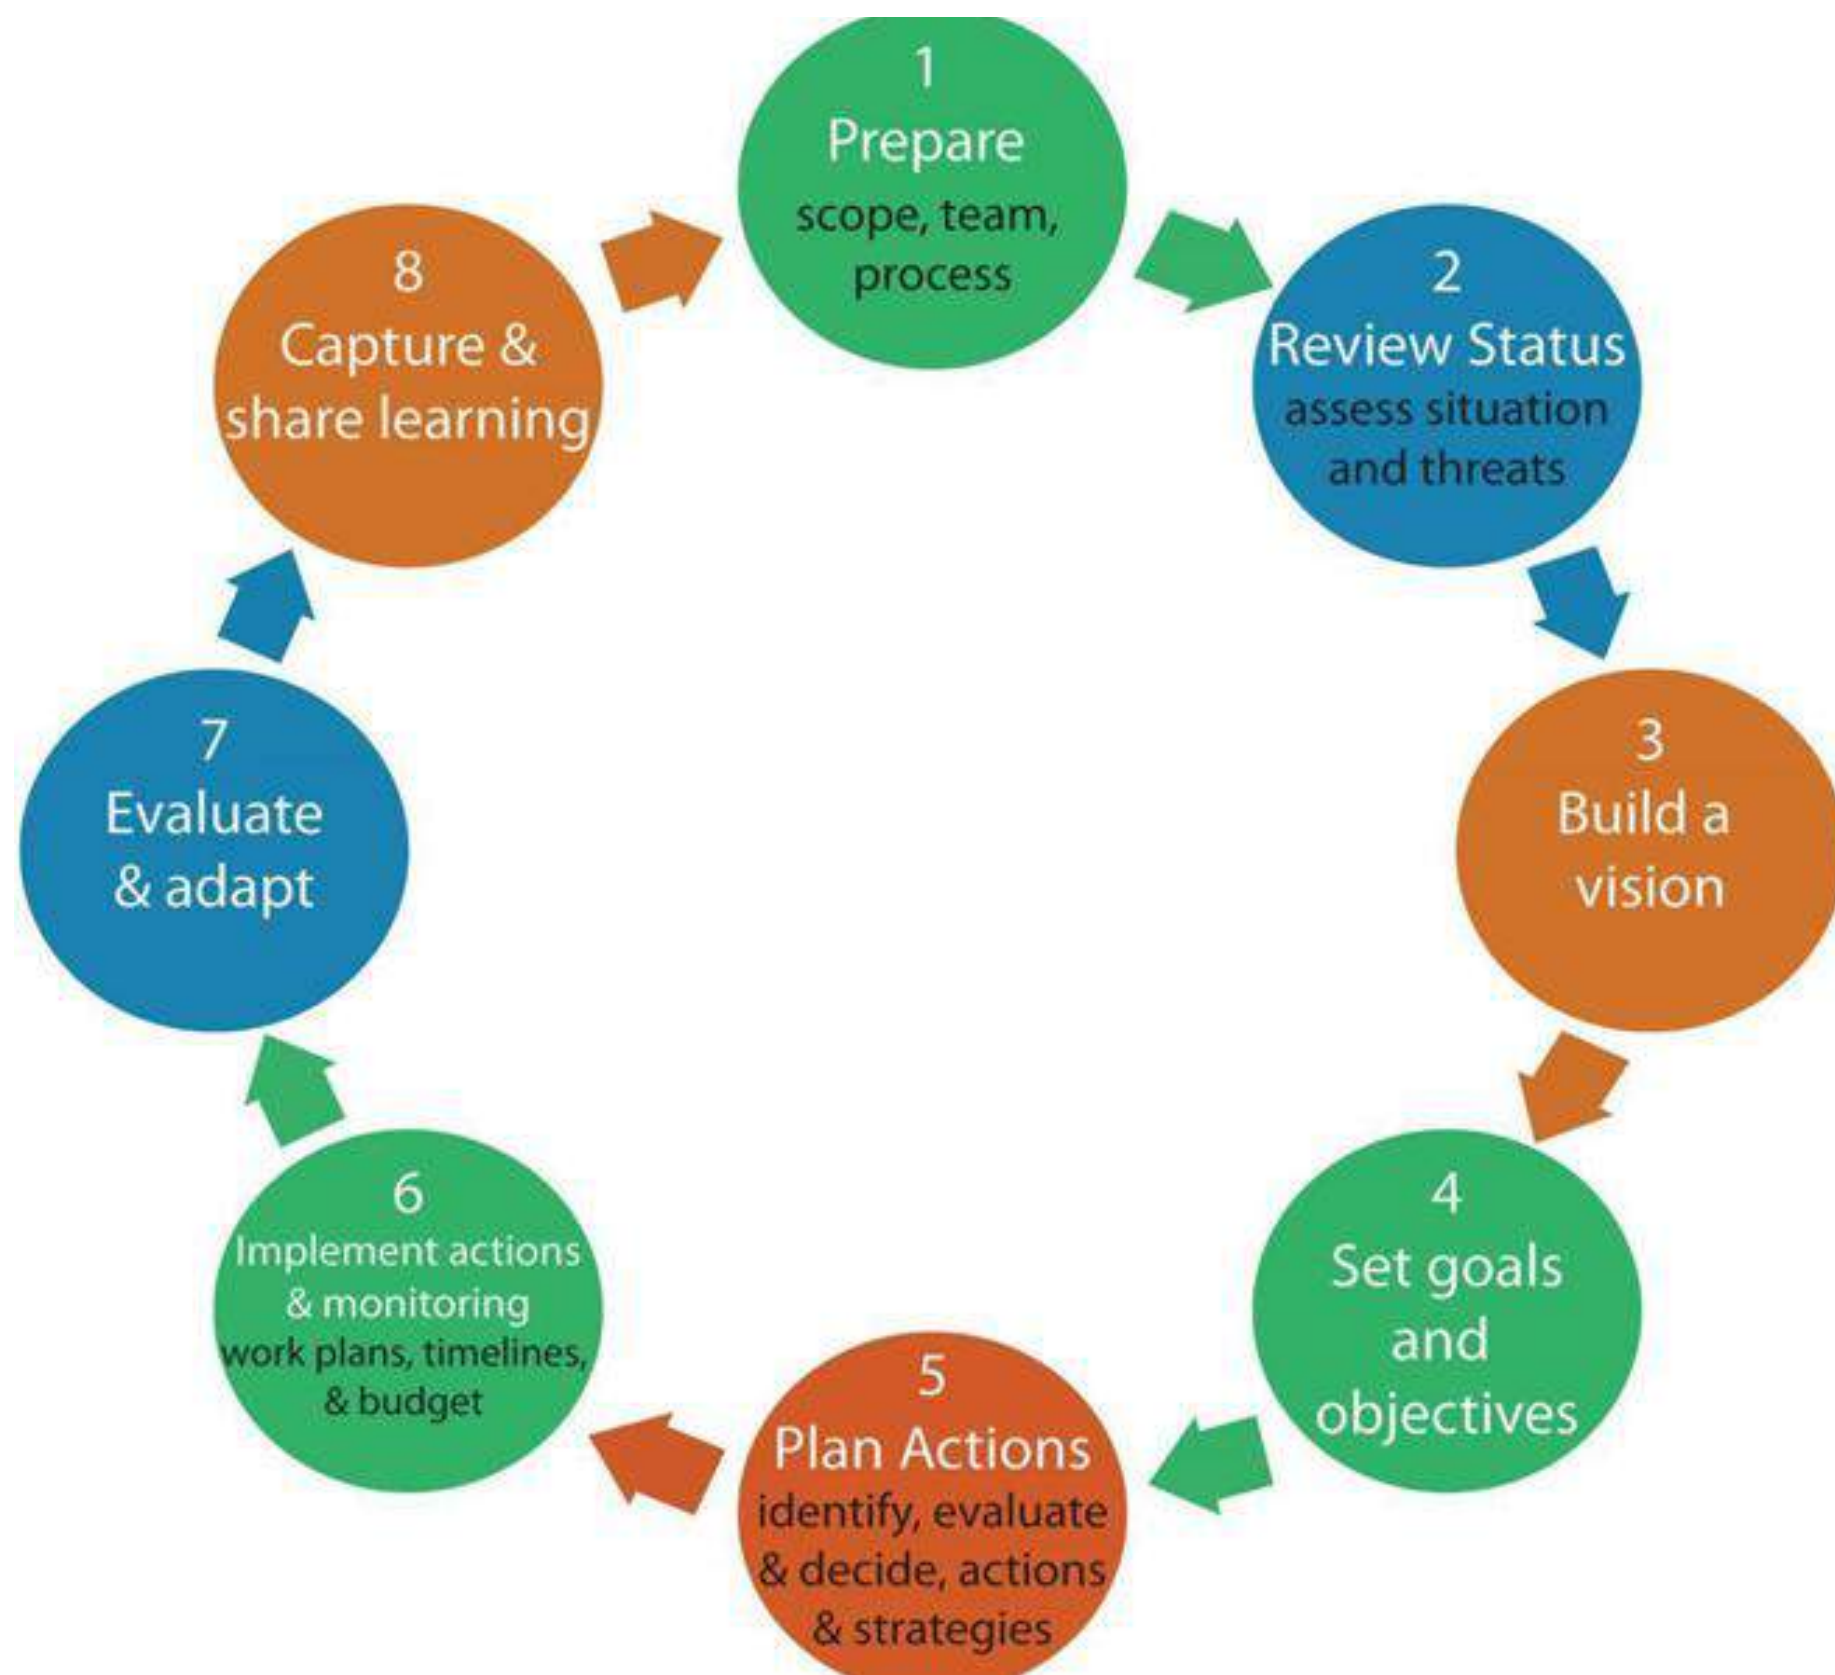 1
Prepare
scope, team,
process
2
Review Status
assess situation
and threats
3
Build a
vision
4
Set goals
and
objectives
5
Plan Actions
identify, evaluate
& decide, actions
& strategies
6
Implement actions
& monitoring
work plans, timelines,
& budget
7
Evaluate
& adapt
8
Capture &
share learning